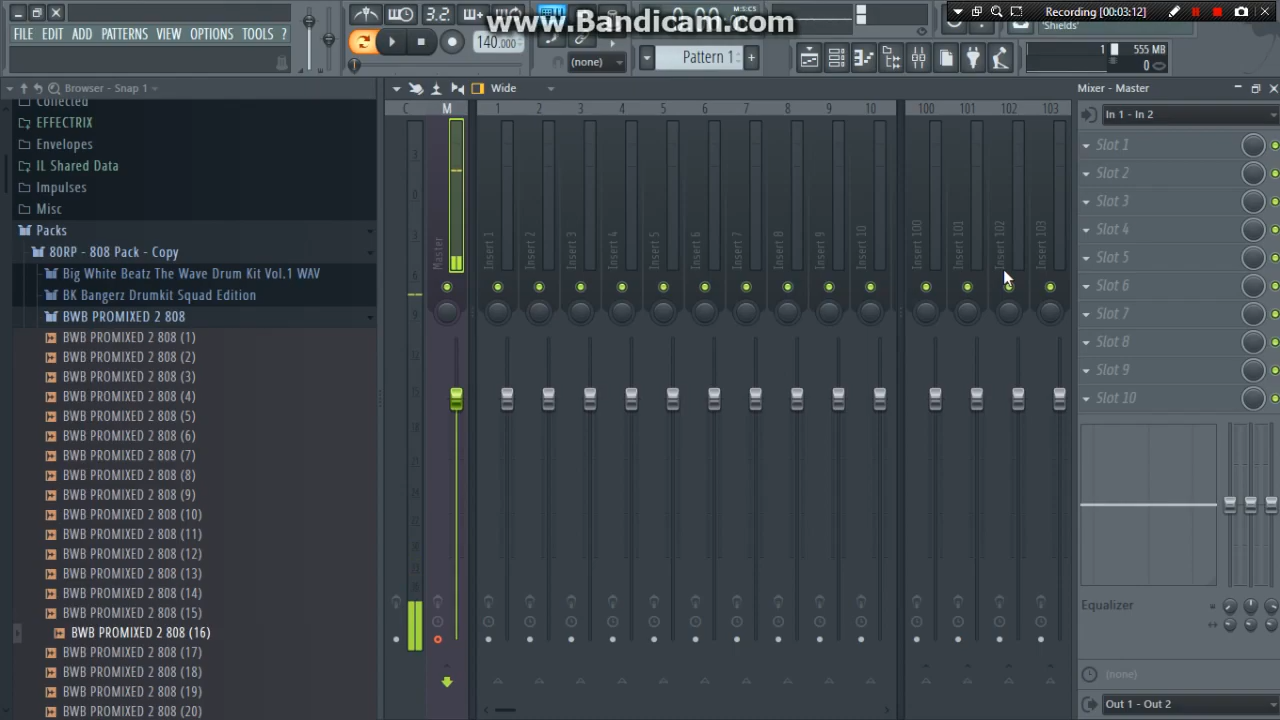 www.Bandicam.com
Recording [00:03:12]
FILE EDIT ADD PATTERNS VIEW OPTIONS TOOLS ?
3.2
140.000
(none)
Pattern 1
Shields'
1
555 MB
0
Browser - Snap 1
Wide
Mixer - Master
Collected
EFFECTRIX
Envelopes
IL Shared Data
Impulses
Misc
Packs
80RP - 808 Pack - Copy
Big White Beatz The Wave Drum Kit Vol.1 WAV
BK Bangerz Drumkit Squad Edition
BWB PROMIXED 2 808
BWB PROMIXED 2 808 (1)
BWB PROMIXED 2 808 (2)
BWB PROMIXED 2 808 (3)
BWB PROMIXED 2 808 (4)
BWB PROMIXED 2 808 (5)
BWB PROMIXED 2 808 (6)
BWB PROMIXED 2 808 (7)
BWB PROMIXED 2 808 (8)
BWB PROMIXED 2 808 (9)
BWB PROMIXED 2 808 (10)
BWB PROMIXED 2 808 (11)
BWB PROMIXED 2 808 (12)
BWB PROMIXED 2 808 (13)
BWB PROMIXED 2 808 (14)
BWB PROMIXED 2 808 (15)
BWB PROMIXED 2 808 (16)
BWB PROMIXED 2 808 (17)
BWB PROMIXED 2 808 (18)
BWB PROMIXED 2 808 (19)
BWB PROMIXED 2 808 (20)
C M 1 2 3 4 5 6 7 8 9 10 100 101 102 103
Master
Insert 1
Insert 2
Insert 3
Insert 4
Insert 5
Insert 6
Insert 7
Insert 8
Insert 9
Insert 10
Insert 100
Insert 101
Insert 102
Insert 103
3
0
3
6
9
In 1 - In 2
Slot 1
Slot 2
Slot 3
Slot 4
Slot 5
Slot 6
Slot 7
Slot 8
Slot 9
Slot 10
Equalizer
(none)
Out 1 - Out 2